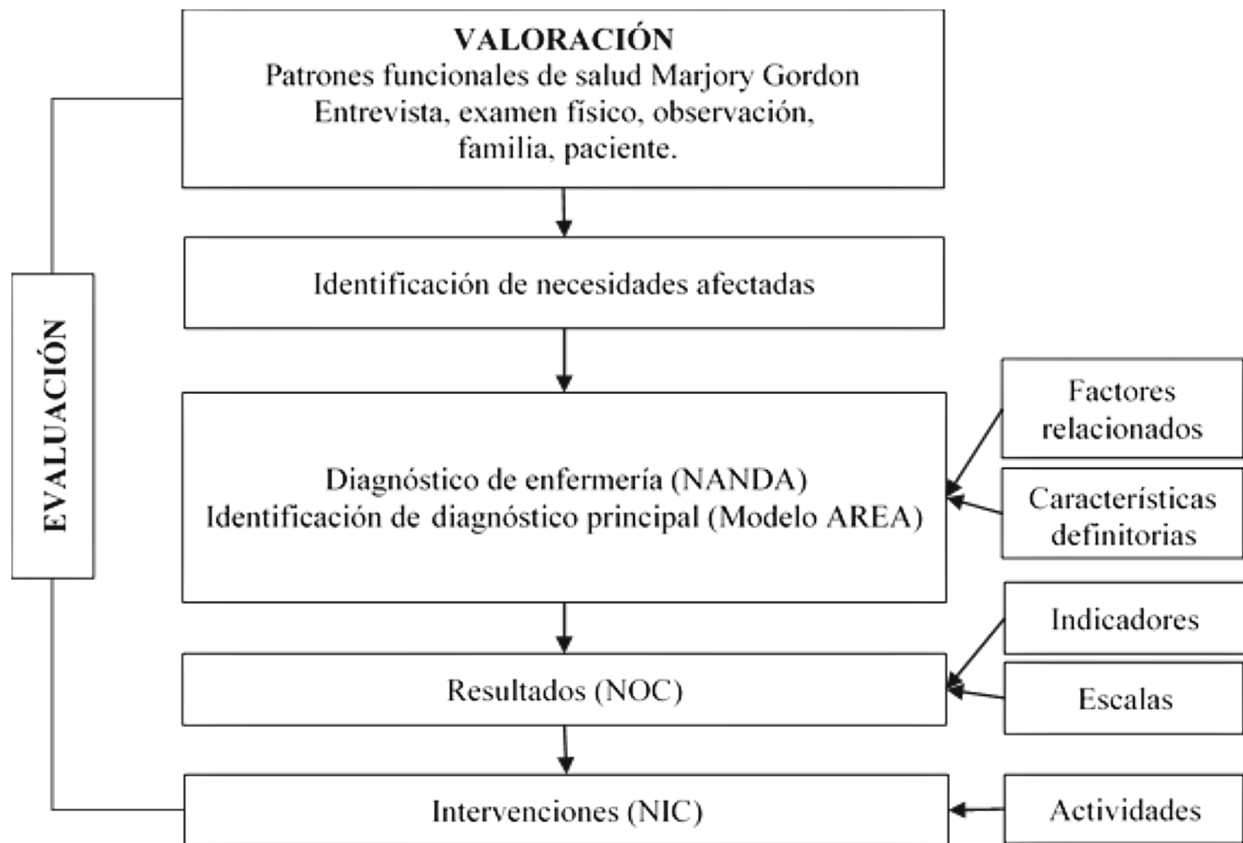 VALORACIÓN
Patrones funcionales de salud Marjory Gordon
Entrevista, examen físico, observación,
familia, paciente.
Identificación de necesidades afectadas
EVALUACIÓN
Diagnóstico de enfermería (NANDA)
Identificación de diagnóstico principal (Modelo AREA)
Factores
relacionados
Características
definitorias
Resultados (NOC)
Indicadores
Escalas
Intervenciones (NIC)
Actividades